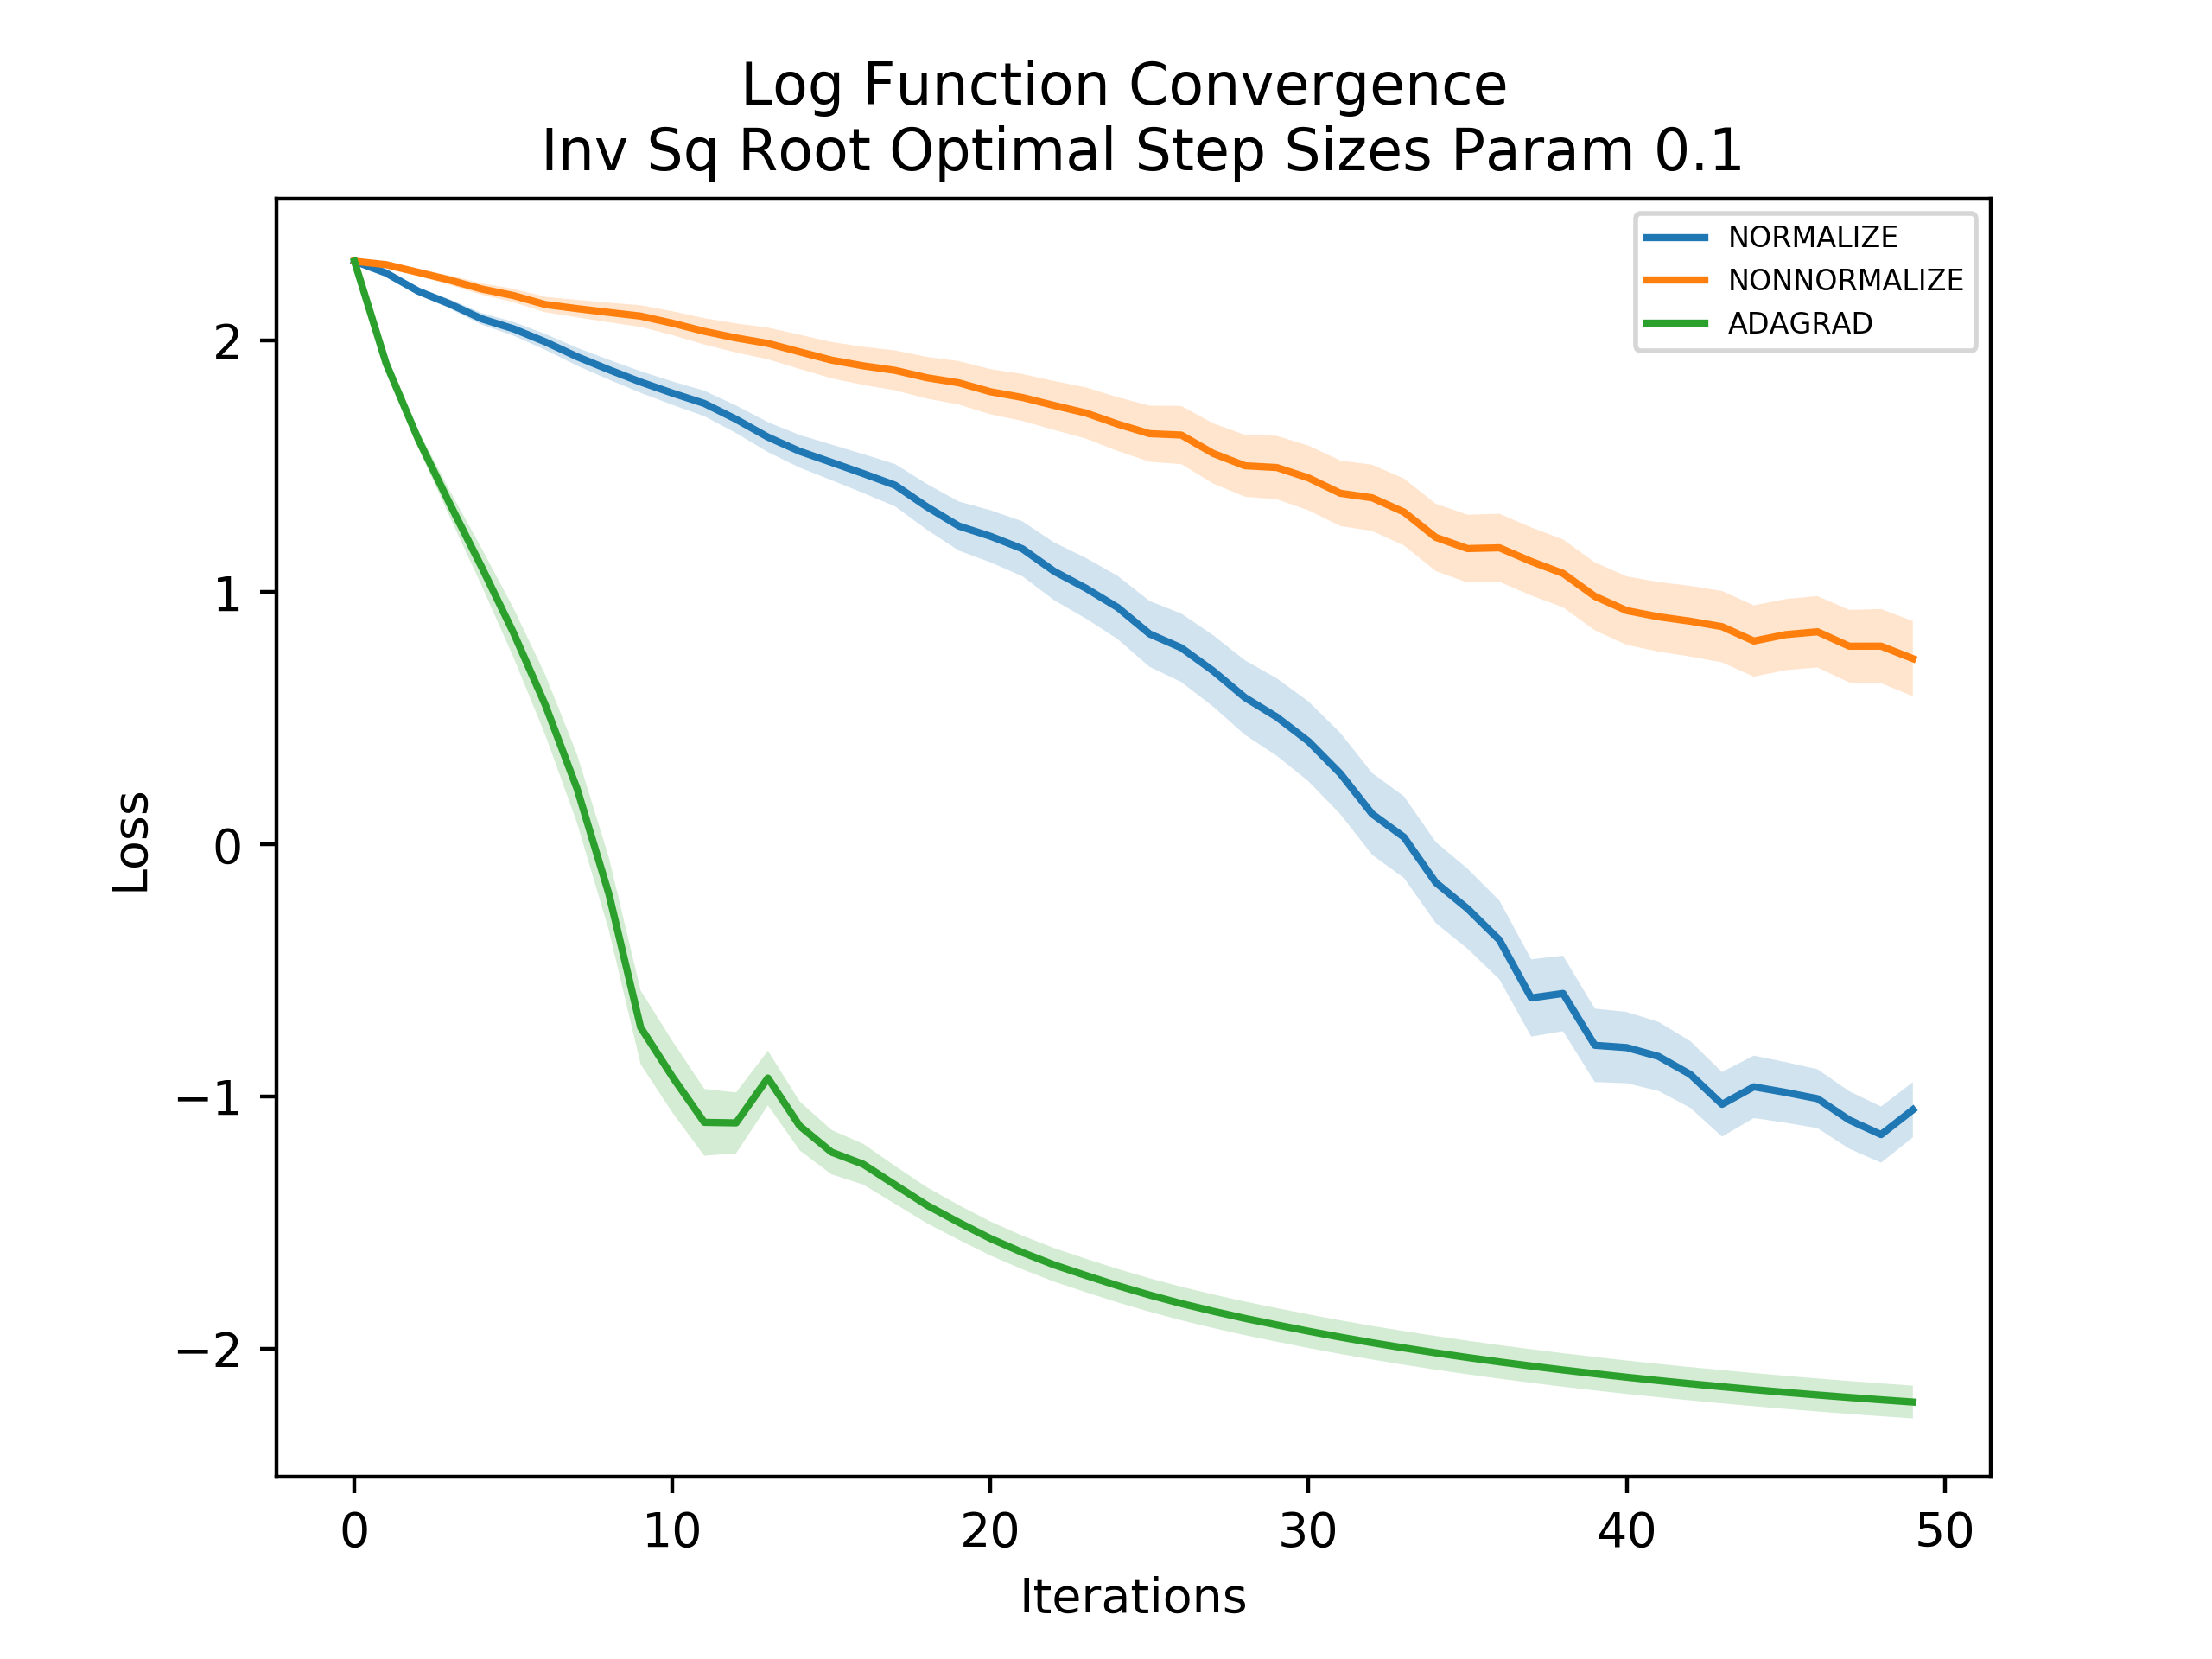 Log Function Convergence
Inv Sq Root Optimal Step Sizes Param 0.1
NORMALIZE
NONNORMALIZE
ADAGRAD
2
1
0
−1
−2
Loss
0 10 20 30 40 50
Iterations